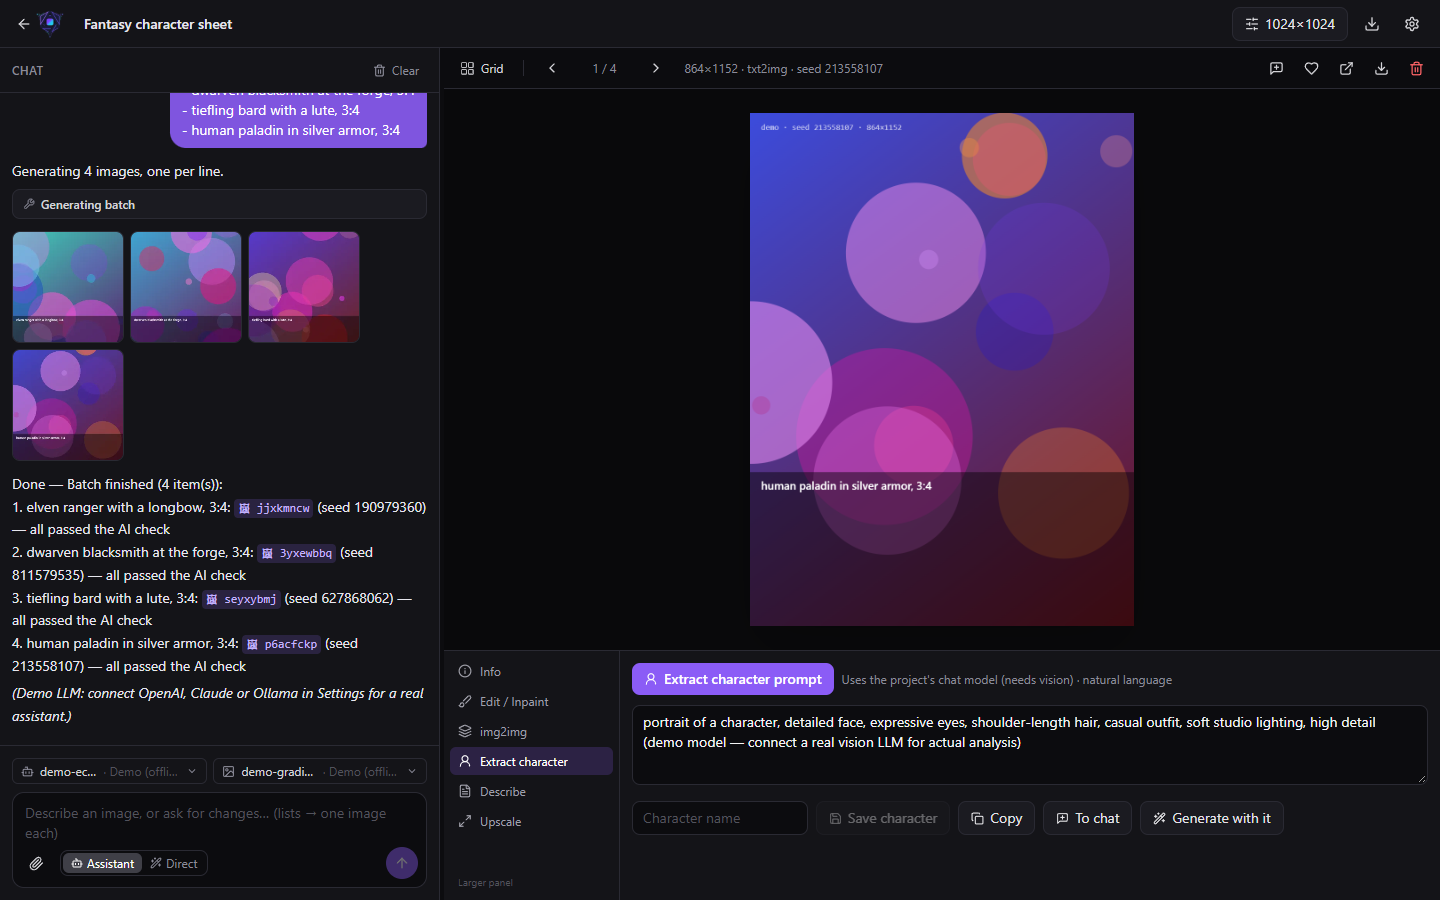 Fantasy character sheet
1024×1024
CHAT
Clear
Grid
1 / 4
864×1152 · txt2img · seed 213558107
- tiefling bard with a lute, 3:4
- human paladin in silver armor, 3:4
Generating 4 images, one per line.
Generating batch
Done — Batch finished (4 item(s)):
1. elven ranger with a longbow, 3:4: jjxkmncw (seed 190979360)
— all passed the AI check
2. dwarven blacksmith at the forge, 3:4: 3yxewbbq (seed
811579535) — all passed the AI check
3. tiefling bard with a lute, 3:4: seyxybmj (seed 627868062) —
all passed the AI check
4. human paladin in silver armor, 3:4: p6acfckp (seed
213558107) — all passed the AI check
(Demo LLM: connect OpenAI, Claude or Ollama in Settings for a real
assistant.)
demo-ec... · Demo (offli...
demo-gradi... · Demo (offli...
Describe an image, or ask for changes... (lists → one image
each)
Assistant
Direct
demo · seed 213558107 · 864x1152
human paladin in silver armor, 3:4
Info
Edit / Inpaint
img2img
Extract character
Describe
Upscale
Larger panel
Extract character prompt
Uses the project's chat model (needs vision) · natural language
portrait of a character, detailed face, expressive eyes, shoulder-length hair, casual outfit, soft studio lighting, high detail
(demo model — connect a real vision LLM for actual analysis)
Character name
Save character
Copy
To chat
Generate with it